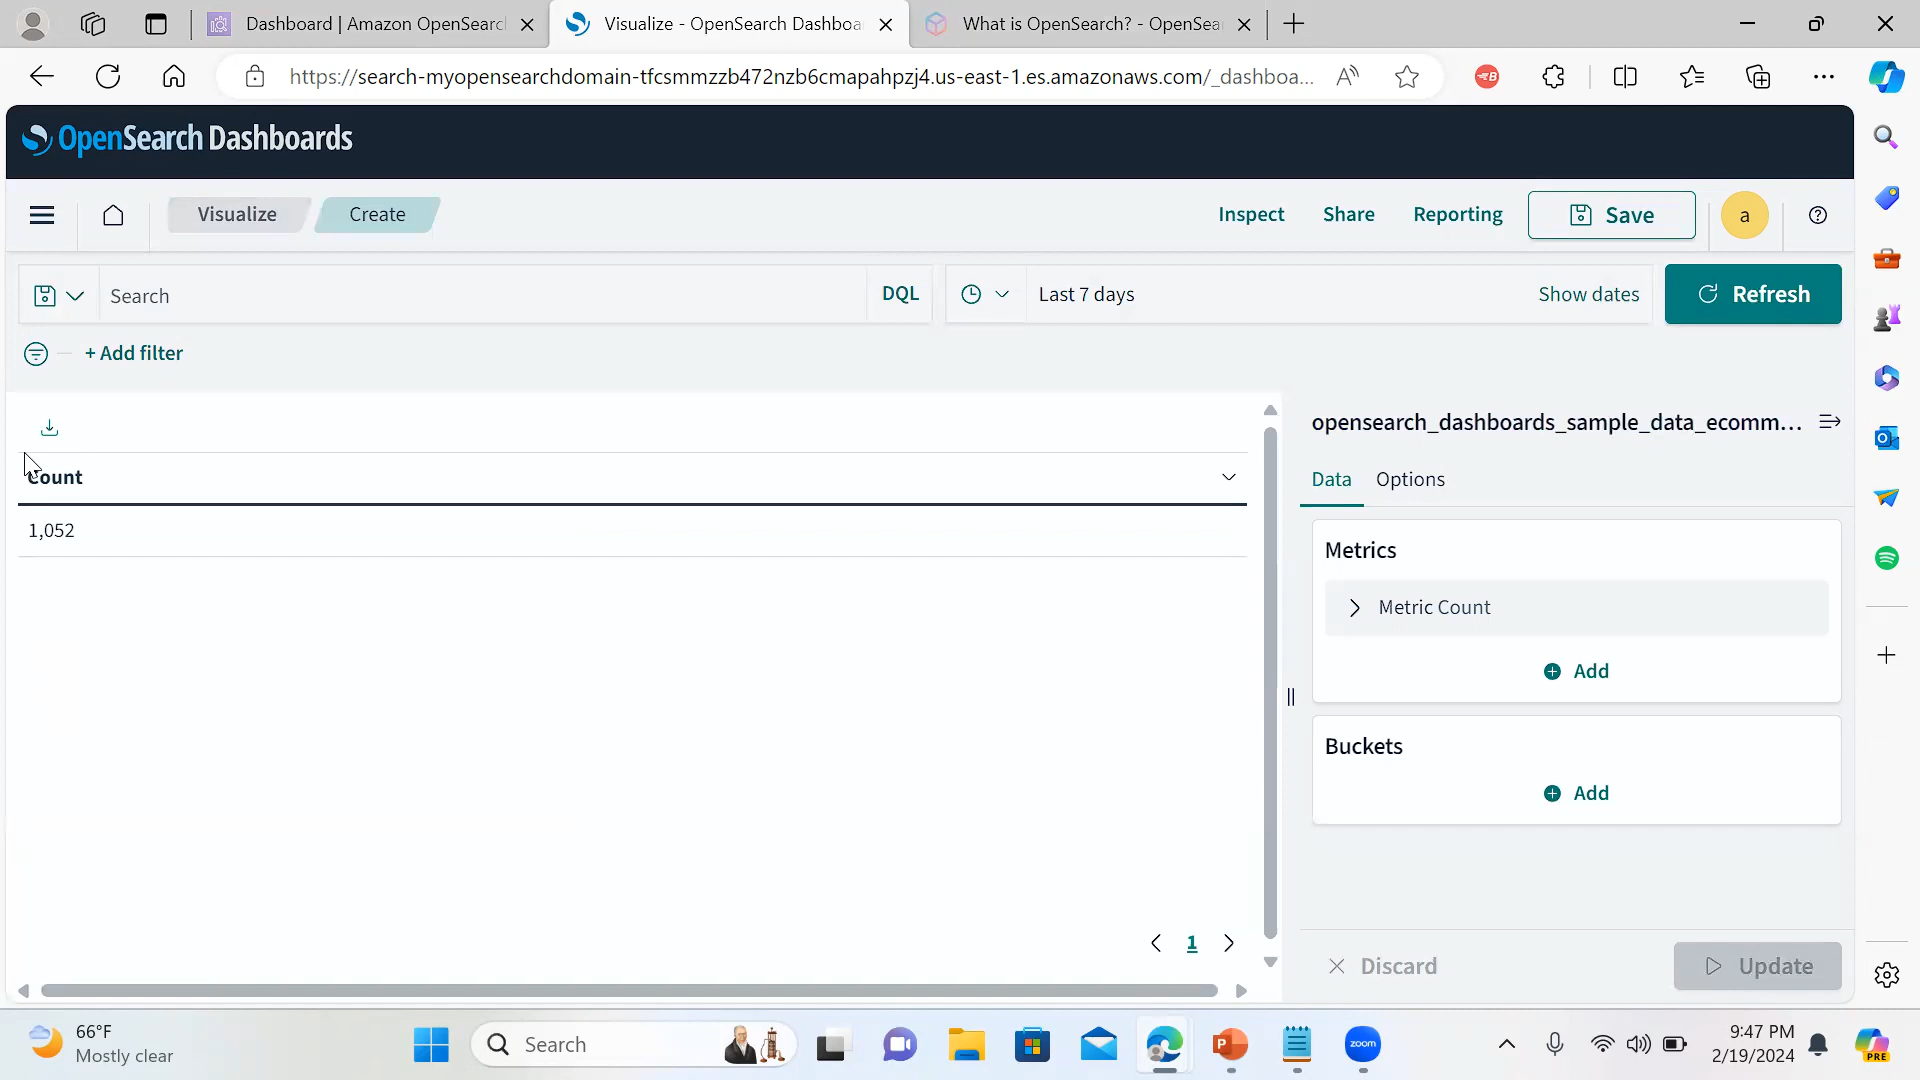 Dashboard | Amazon OpenSearc
Visualize - OpenSearch Dashboa
What is OpenSearch? - OpenSea
https://search-myopensearchdomain-tfcsmmzzb472nzb6cmapahpzj4.us-east-1.es.amazonaws.com/_dashboa...
OpenSearch Dashboards
Visualize
Create
Inspect
Share
Reporting
Save
a
Search
DQL
Last 7 days
Show dates
Refresh
+ Add filter
opensearch_dashboards_sample_data_ecomm...
Count
Data
Options
1,052
Metrics
Metric Count
Add
Buckets
Add
1
Discard
Update
66°F
Mostly clear
Search
zoom
9:47 PM
2/19/2024
PRE